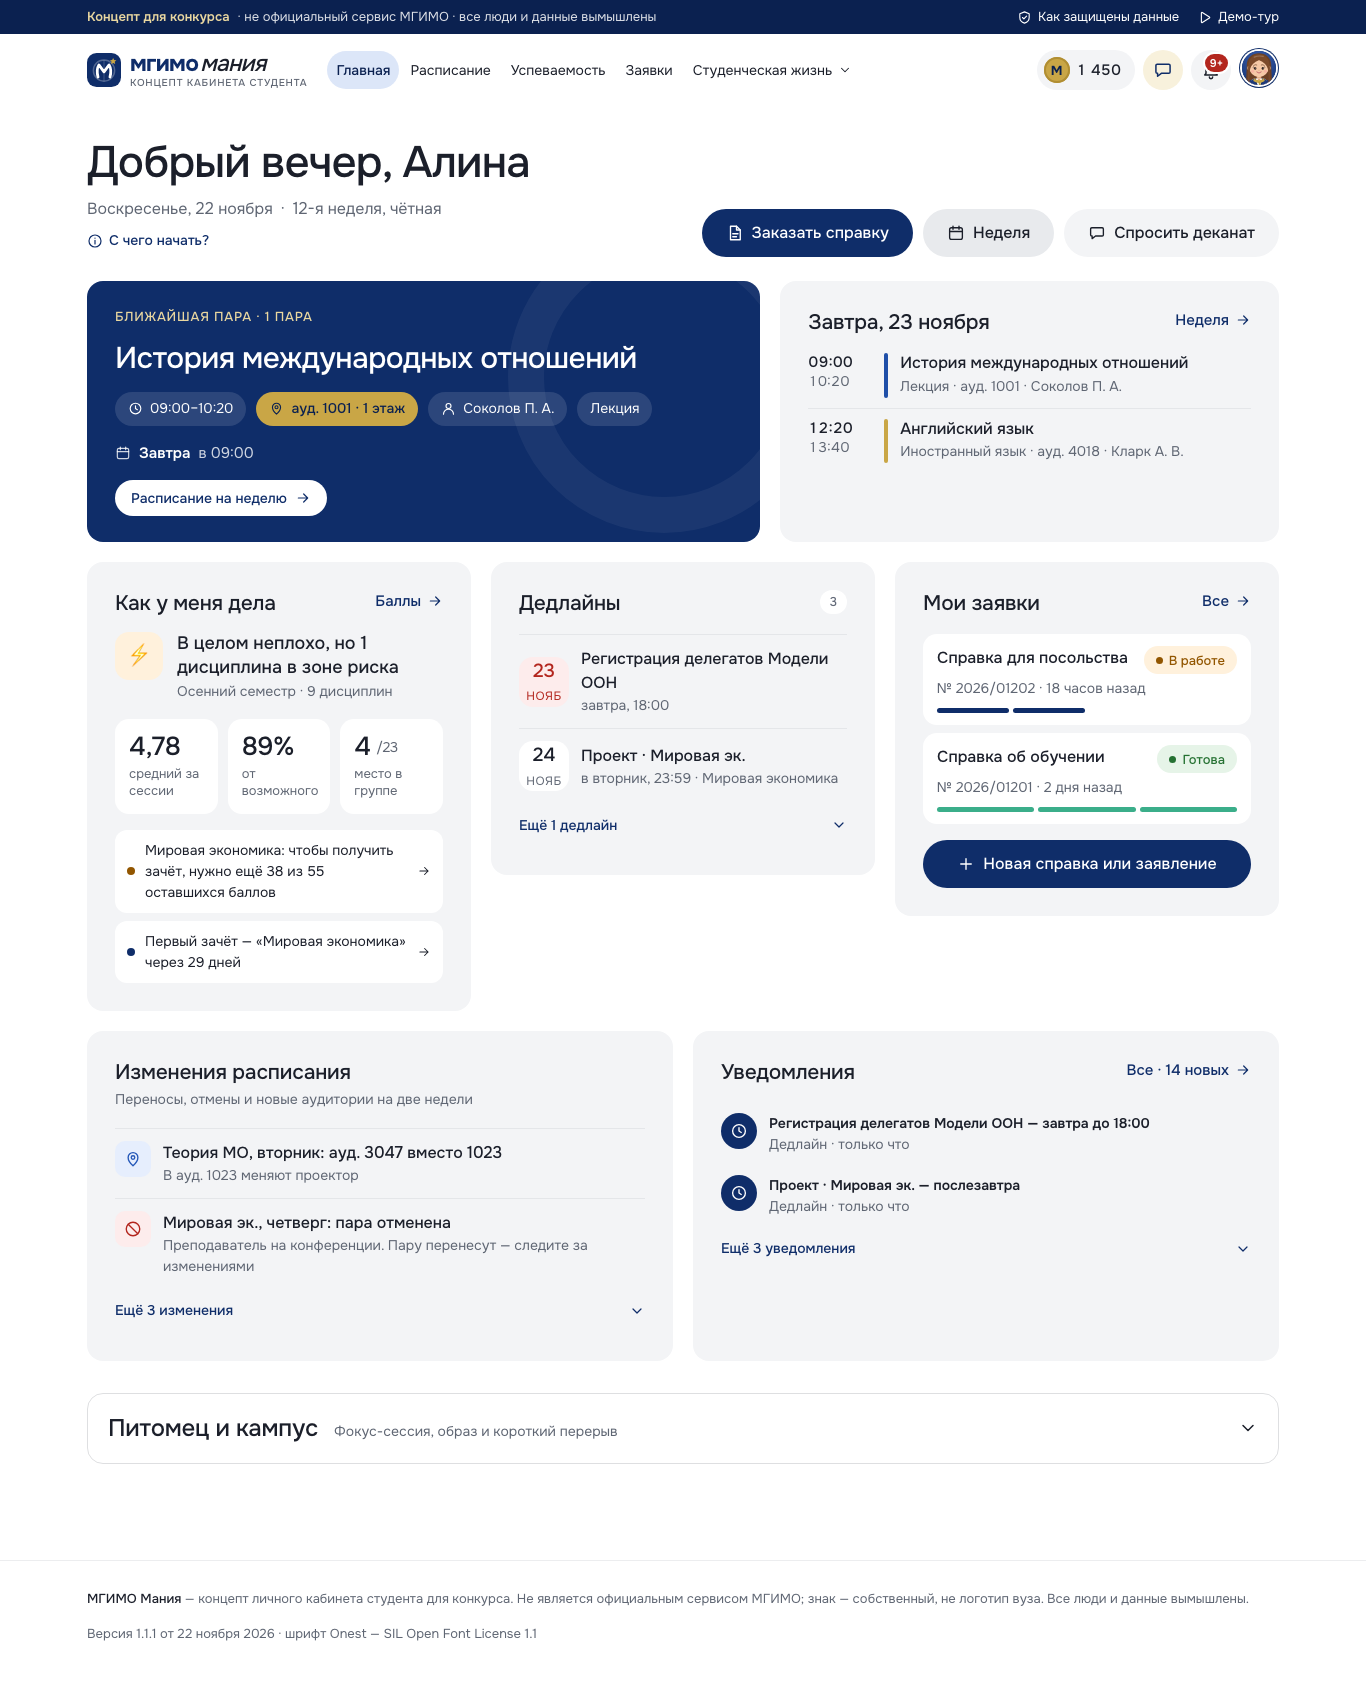 Концепт для конкурса · не официальный сервис МГИМО · все люди и данные вымышлены
Как защищены данные
Демо-тур
МГИМО Мания
КОНЦЕПТ КАБИНЕТА СТУДЕНТА
Главная
Расписание
Успеваемость
Заявки
Студенческая жизнь
М 1 450
9+
Добрый вечер, Алина
Воскресенье, 22 ноября · 12-я неделя, чётная
С чего начать?
Заказать справку
Неделя
Спросить деканат
БЛИЖАЙШАЯ ПАРА · 1 ПАРА
История международных отношений
09:00–10:20
ауд. 1001 · 1 этаж
Соколов П. А.
Лекция
Завтра в 09:00
Расписание на неделю
Завтра, 23 ноября
Неделя
09:00
10:20
История международных отношений
Лекция · ауд. 1001 · Соколов П. А.
12:20
13:40
Английский язык
Иностранный язык · ауд. 4018 · Кларк А. В.
Как у меня дела
Баллы
В целом неплохо, но 1
дисциплина в зоне риска
Осенний семестр · 9 дисциплин
4,78
средний за
сессии
89%
от
возможного
4 /23
место в
группе
Мировая экономика: чтобы получить
зачёт, нужно ещё 38 из 55
оставшихся баллов
Первый зачёт — «Мировая экономика»
через 29 дней
Дедлайны
3
23
НОЯБ
Регистрация делегатов Модели
ООН
завтра, 18:00
24
НОЯБ
Проект · Мировая эк.
в вторник, 23:59 · Мировая экономика
Ещё 1 дедлайн
Мои заявки
Все
Справка для посольства
В работе
№ 2026/01202 · 18 часов назад
Справка об обучении
Готова
№ 2026/01201 · 2 дня назад
Новая справка или заявление
Изменения расписания
Переносы, отмены и новые аудитории на две недели
Теория МО, вторник: ауд. 3047 вместо 1023
В ауд. 1023 меняют проектор
Мировая эк., четверг: пара отменена
Преподаватель на конференции. Пару перенесут — следите за
изменениями
Ещё 3 изменения
Уведомления
Все · 14 новых
Регистрация делегатов Модели ООН — завтра до 18:00
Дедлайн · только что
Проект · Мировая эк. — послезавтра
Дедлайн · только что
Ещё 3 уведомления
Питомец и кампус
Фокус-сессия, образ и короткий перерыв
МГИМО Мания — концепт личного кабинета студента для конкурса. Не является официальным сервисом МГИМО; знак — собственный, не логотип вуза. Все люди и данные вымышлены.
Версия 1.1.1 от 22 ноября 2026 · шрифт Onest — SIL Open Font License 1.1